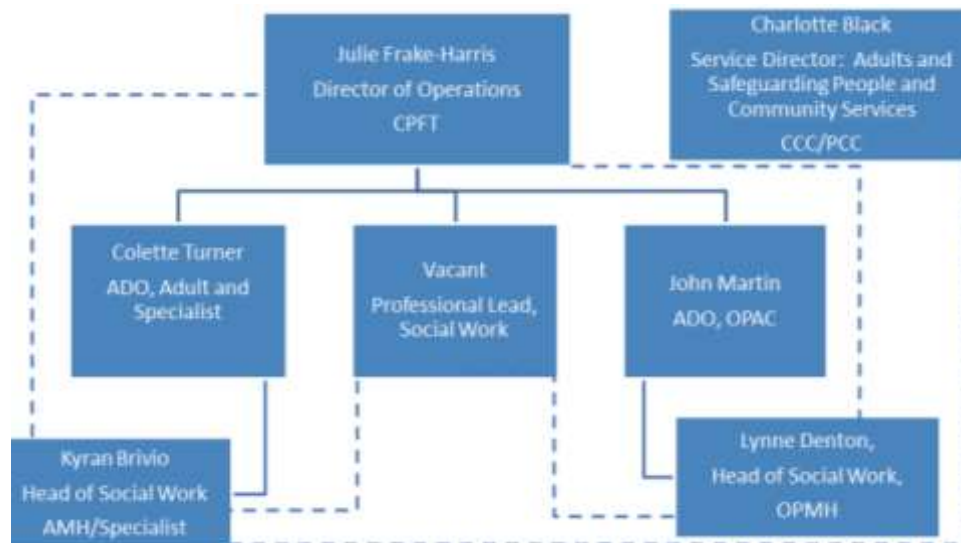 Julie Frake-Harris
Director of Operations
CPFT
Charlotte Black
Service Director: Adults and
Safeguarding People and
Community Services
CCC/PCC
Colette Turner
ADO, Adult and
Specialist
Vacant
Professional Lead,
Social Work
John Martin
ADO, OPAC
Kyran Brivio
Head of Social Work
AMH/Specialist
Lynne Denton,
Head of Social Work,
OPMH